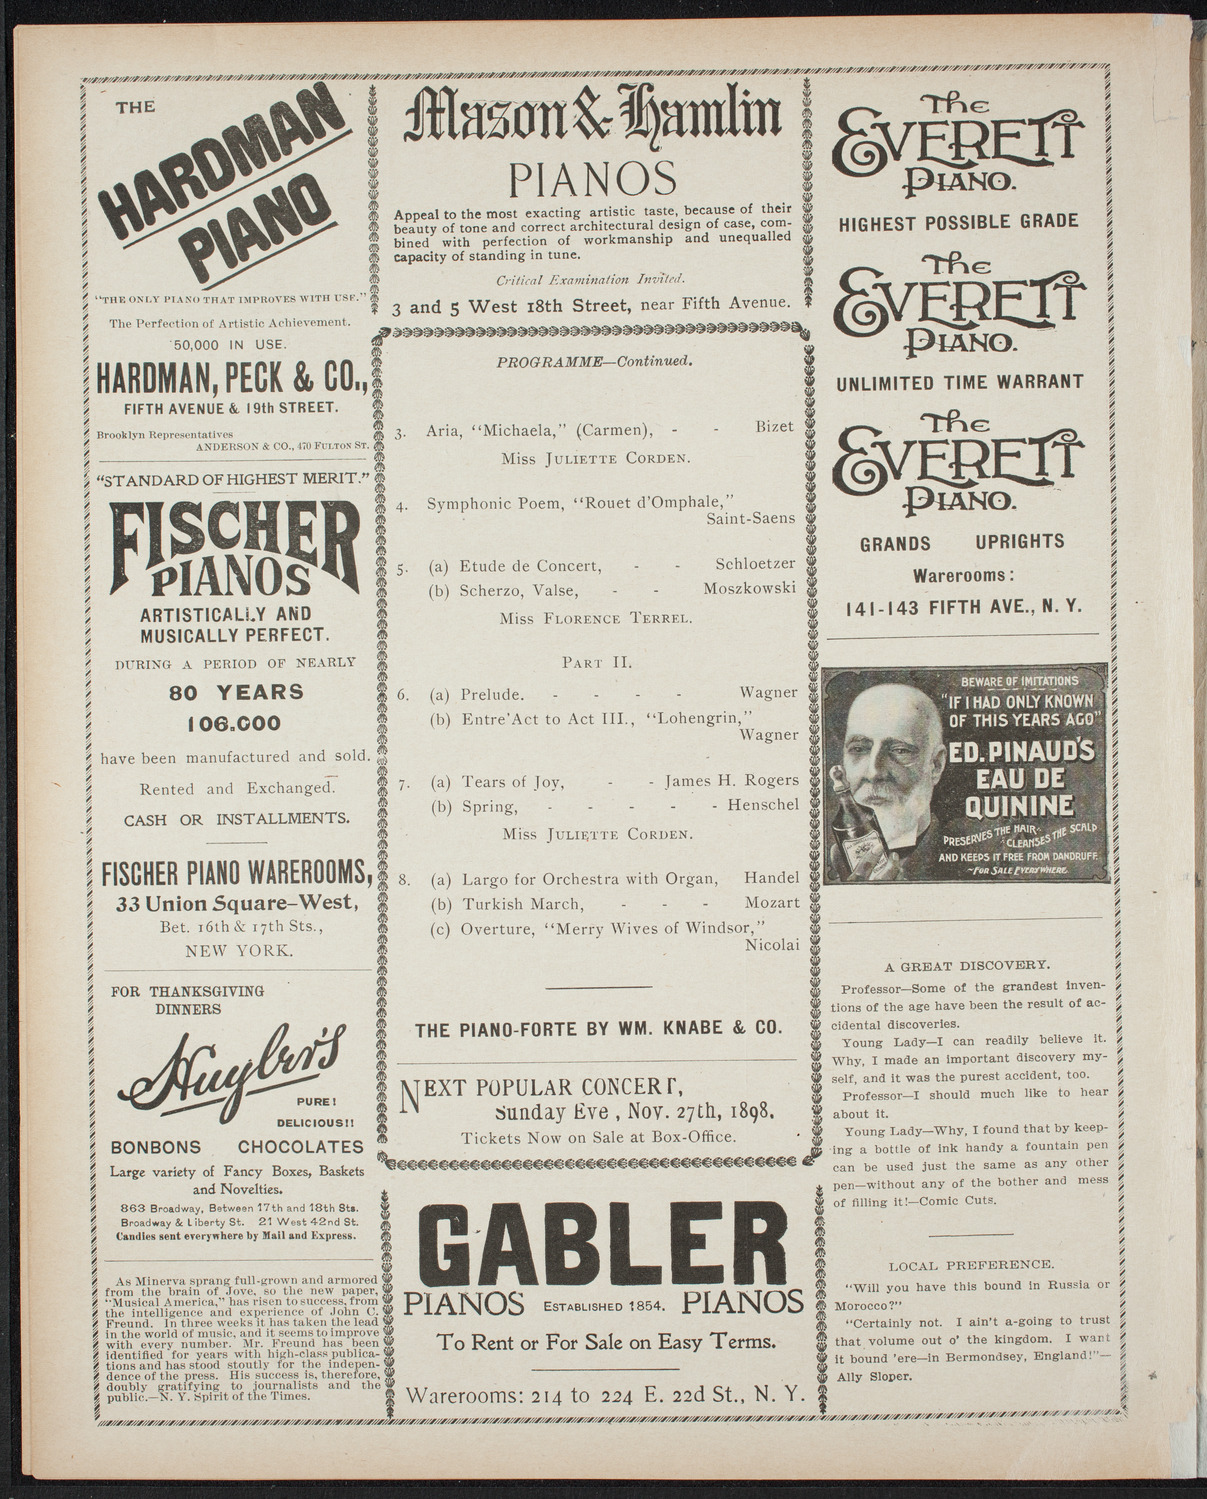 THE
HARDMAN
PIANO
"THE ONLY PIANO THAT IMPROVES WITH USE."
The Perfection of Artistic Achievement.
50,000 IN USE.
HARDMAN, PECK & CO.,
FIFTH AVENUE & 19th STREET.
Brooklyn Representatives
ANDERSON & CO., 470 FULTON ST.
"STANDARD OF HIGHEST MERIT."
FISCHER
PIANOS
ARTISTICALLY AND
MUSICALLY PERFECT.
DURING A PERIOD OF NEARLY
80 YEARS
106.000
have been manufactured and sold.
Rented and Exchanged.
CASH OR INSTALLMENTS.
FISCHER PIANO WAREROOMS,
33 Union Square-West,
Bet. 16th & 17th Sts.,
NEW YORK.
FOR THANKSGIVING
DINNERS
Huyler's
PURE!
DELICIOUS!!
BONBONS CHOCOLATES
Large variety of Fancy Boxes, Baskets
and Novelties.
863 Broadway, Between 17th and 18th Sts.
Broadway & Liberty St. 21 West 42nd St.
Candies sent everywhere by Mail and Express.
As Minerva sprang full-grown and armored
from the brain of Jove, so the new paper,
"Musical America," has risen to success, from
the intelligence and experience of John C.
Freund. In three weeks it has taken the lead
in the world of music, and it seems to improve
with every number. Mr. Freund has been
identified for years with high-class publica-
tions and has stood stoutly for the indepen-
dence of the press. His success is, therefore,
doubly gratifying to journalists and the
public.—N. Y. Spirit of the Times.
Mason & Hamlin
PIANOS
Appeal to the most exacting artistic taste, because of their
beauty of tone and correct architectural design of case, com-
bined with perfection of workmanship and unequalled
capacity of standing in tune.
Critical Examination Invited.
3 and 5 West 18th Street, near Fifth Avenue.
PROGRAMME—Continued.
3. Aria, "Michaela," (Carmen), - - Bizet
Miss JULIETTE CORDEN.
4. Symphonic Poem, "Rouet d'Omphale,"
Saint-Saens
5. (a) Etude de Concert, - - Schloetzer
(b) Scherzo, Valse, - - Moszkowski
Miss FLORENCE TERREL.
PART II.
6. (a) Prelude. - - - - Wagner
(b) Entre'Act to Act III., "Lohengrin,"
Wagner
7. (a) Tears of Joy, - - James H. Rogers
(b) Spring, - - - - - Henschel
Miss JULIETTE CORDEN.
8. (a) Largo for Orchestra with Organ, Handel
(b) Turkish March, - - - Mozart
(c) Overture, "Merry Wives of Windsor,"
Nicolai
THE PIANO-FORTE BY WM. KNABE & CO.
NEXT POPULAR CONCERT,
Sunday Eve, Nov. 27th, 1898.
Tickets Now on Sale at Box-Office.
GABLER
PIANOS ESTABLISHED 1854. PIANOS
To Rent or For Sale on Easy Terms.
Warerooms: 214 to 224 E. 22d St., N. Y.
The
EVERETT
PIANO.
HIGHEST POSSIBLE GRADE
The
EVERETT
PIANO.
UNLIMITED TIME WARRANT
The
EVERETT
PIANO.
GRANDS UPRIGHTS
Warerooms:
141-143 FIFTH AVE., N. Y.
BEWARE OF IMITATIONS
"IF I HAD ONLY KNOWN
OF THIS YEARS AGO"
ED. PINAUD'S
EAU DE
QUININE
PRESERVES THE HAIR
CLEANSES THE SCALP
AND KEEPS IT FREE FROM DANDRUFF.
~FOR SALE EVERYWHERE.
A GREAT DISCOVERY.
Professor—Some of the grandest inven-
tions of the age have been the result of ac-
cidental discoveries.
Young Lady—I can readily believe it.
Why, I made an important discovery my-
self, and it was the purest accident, too.
Professor—I should much like to hear
about it.
Young Lady—Why, I found that by keep-
ing a bottle of ink handy a fountain pen
can be used just the same as any other
pen—without any of the bother and mess
of filling it!—Comic Cuts.
LOCAL PREFERENCE.
"Will you have this bound in Russia or
Morocco?"
"Certainly not. I ain't a-going to trust
that volume out o' the kingdom. I want
it bound 'ere—in Bermondsey, England!"—
Ally Sloper.